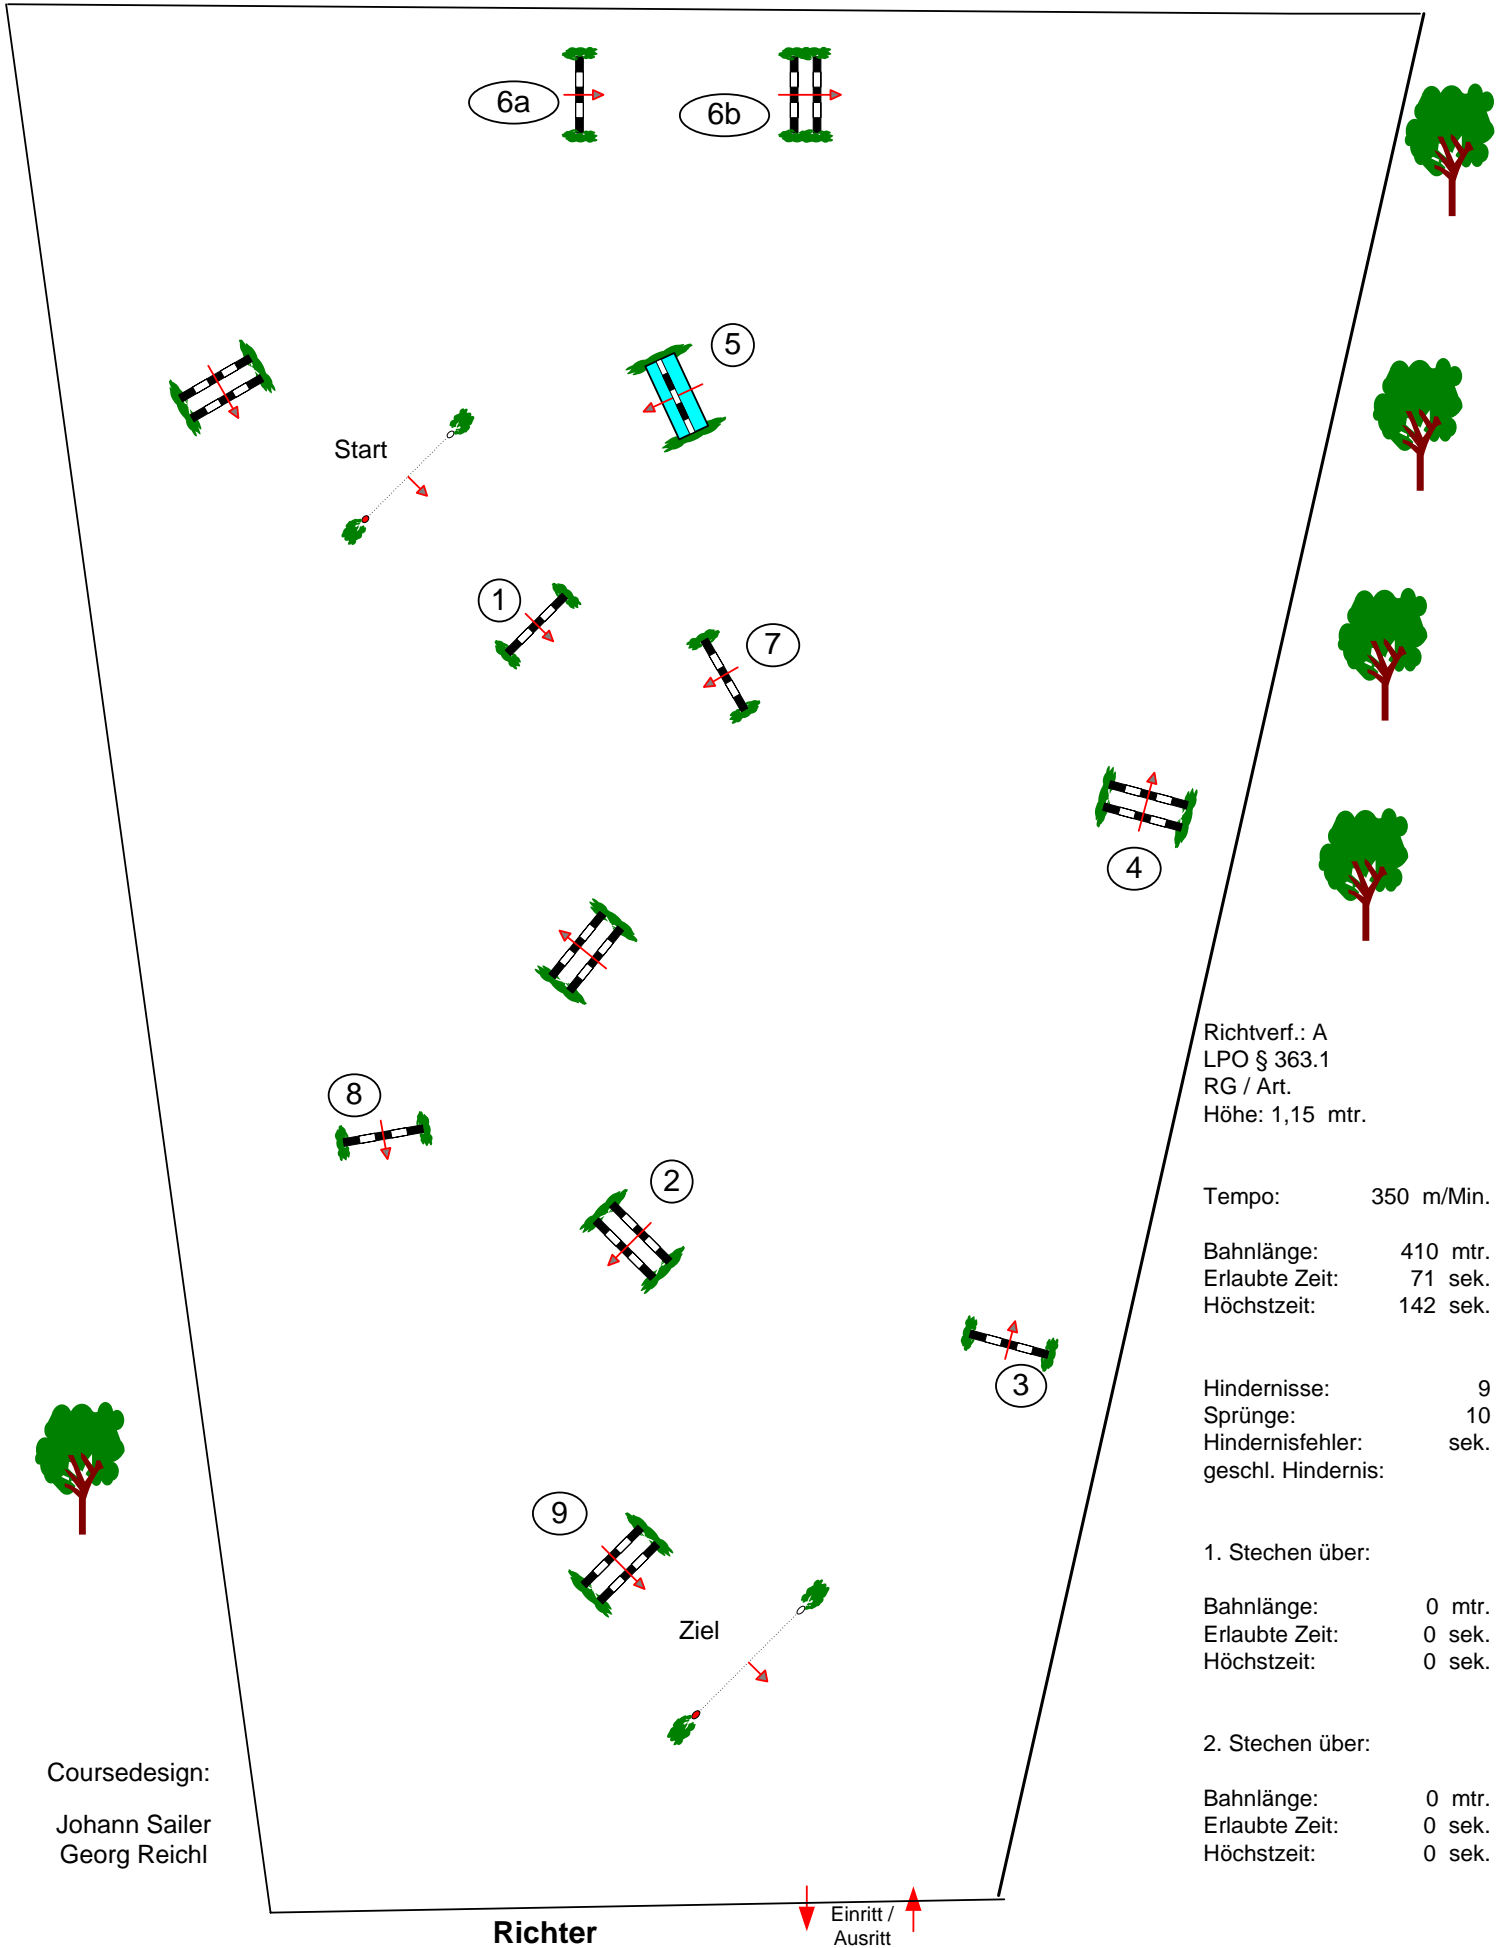 6a
6b
5
Start
1
7
4
Richtverf.: A
LPO § 363.1
RG / Art.
Höhe: 1,15 mtr.
8
2
Tempo: 350 m/Min.
Bahnlänge: 410 mtr.
Erlaubte Zeit: 71 sek.
Höchstzeit: 142 sek.
3
Hindernisse: 9
Sprünge: 10
Hindernisfehler: sek.
geschl. Hindernis:
9
1. Stechen über:
Ziel
Bahnlänge: 0 mtr.
Erlaubte Zeit: 0 sek.
Höchstzeit: 0 sek.
2. Stechen über:
Bahnlänge: 0 mtr.
Erlaubte Zeit: 0 sek.
Höchstzeit: 0 sek.
Coursedesign:
Johann Sailer
Georg Reichl
Richter
Einritt /
Ausritt